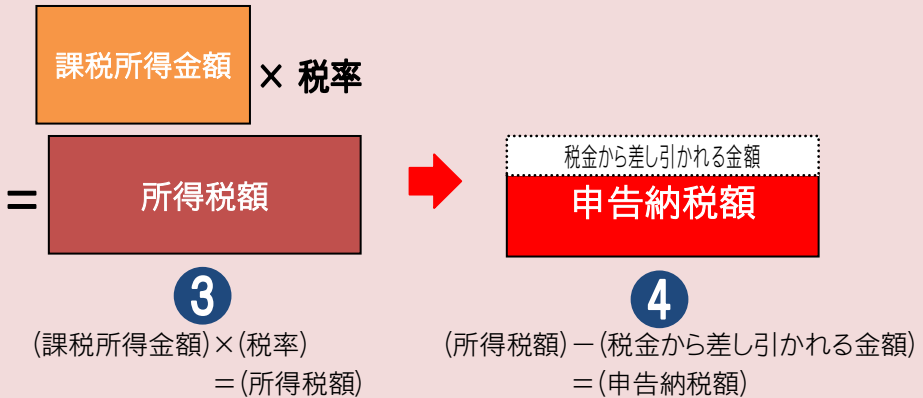 課税所得金額
× 税率
=
所得税額
税金から差し引かれる金額
申告納税額
3
(課税所得金額)×(税率)
=(所得税額)
4
(所得税額)-(税金から差し引かれる金額)
=(申告納税額)